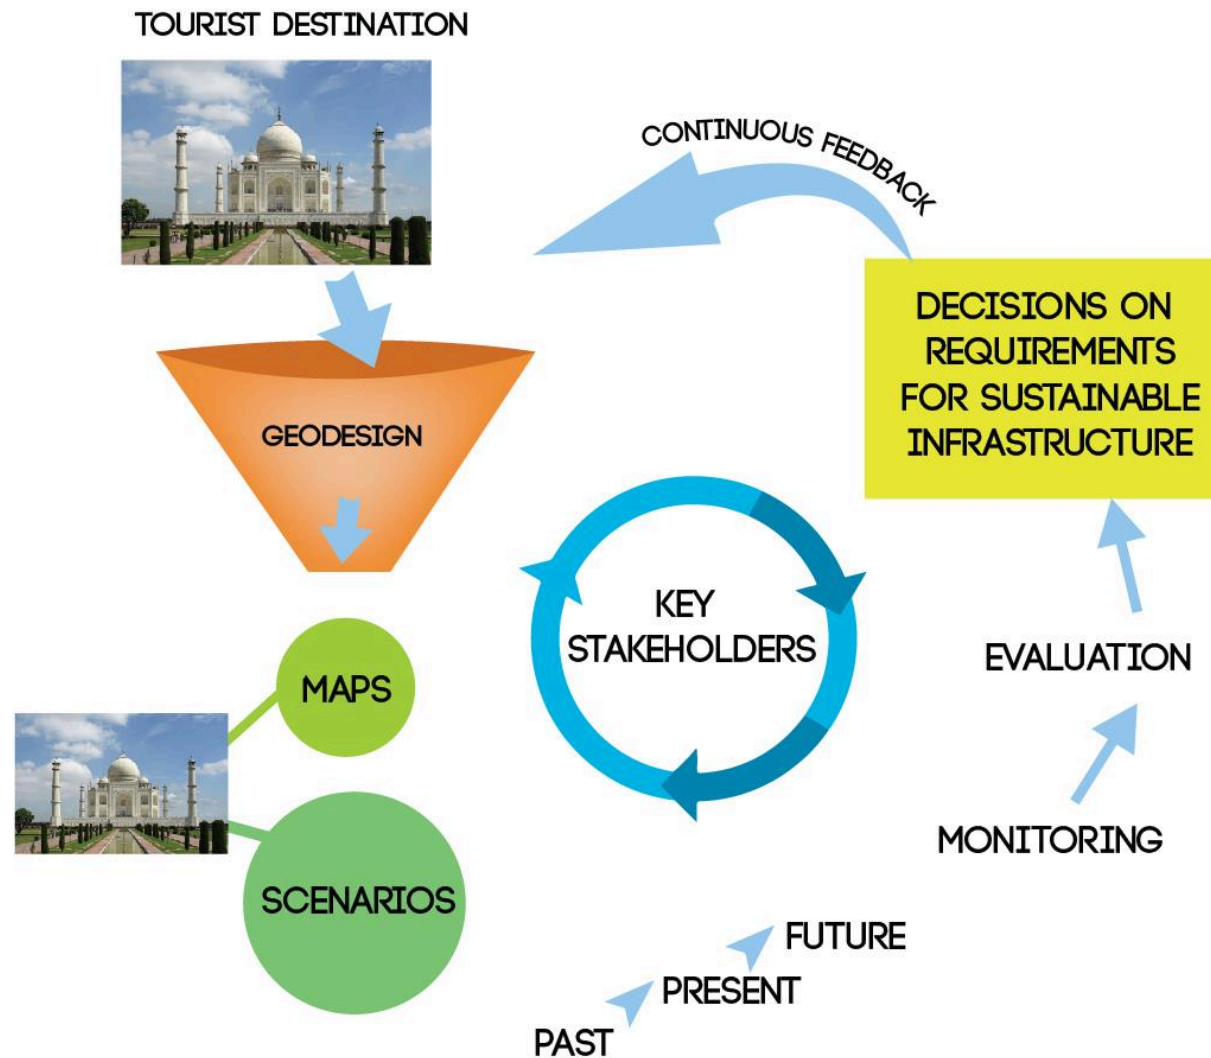 TOURIST DESTINATION
CONTINUOUS FEEDBACK
DECISIONS ON
REQUIREMENTS
FOR SUSTAINABLE
INFRASTRUCTURE
GEODESIGN
KEY
STAKEHOLDERS
MAPS
EVALUATION
MONITORING
SCENARIOS
FUTURE
PRESENT
PAST